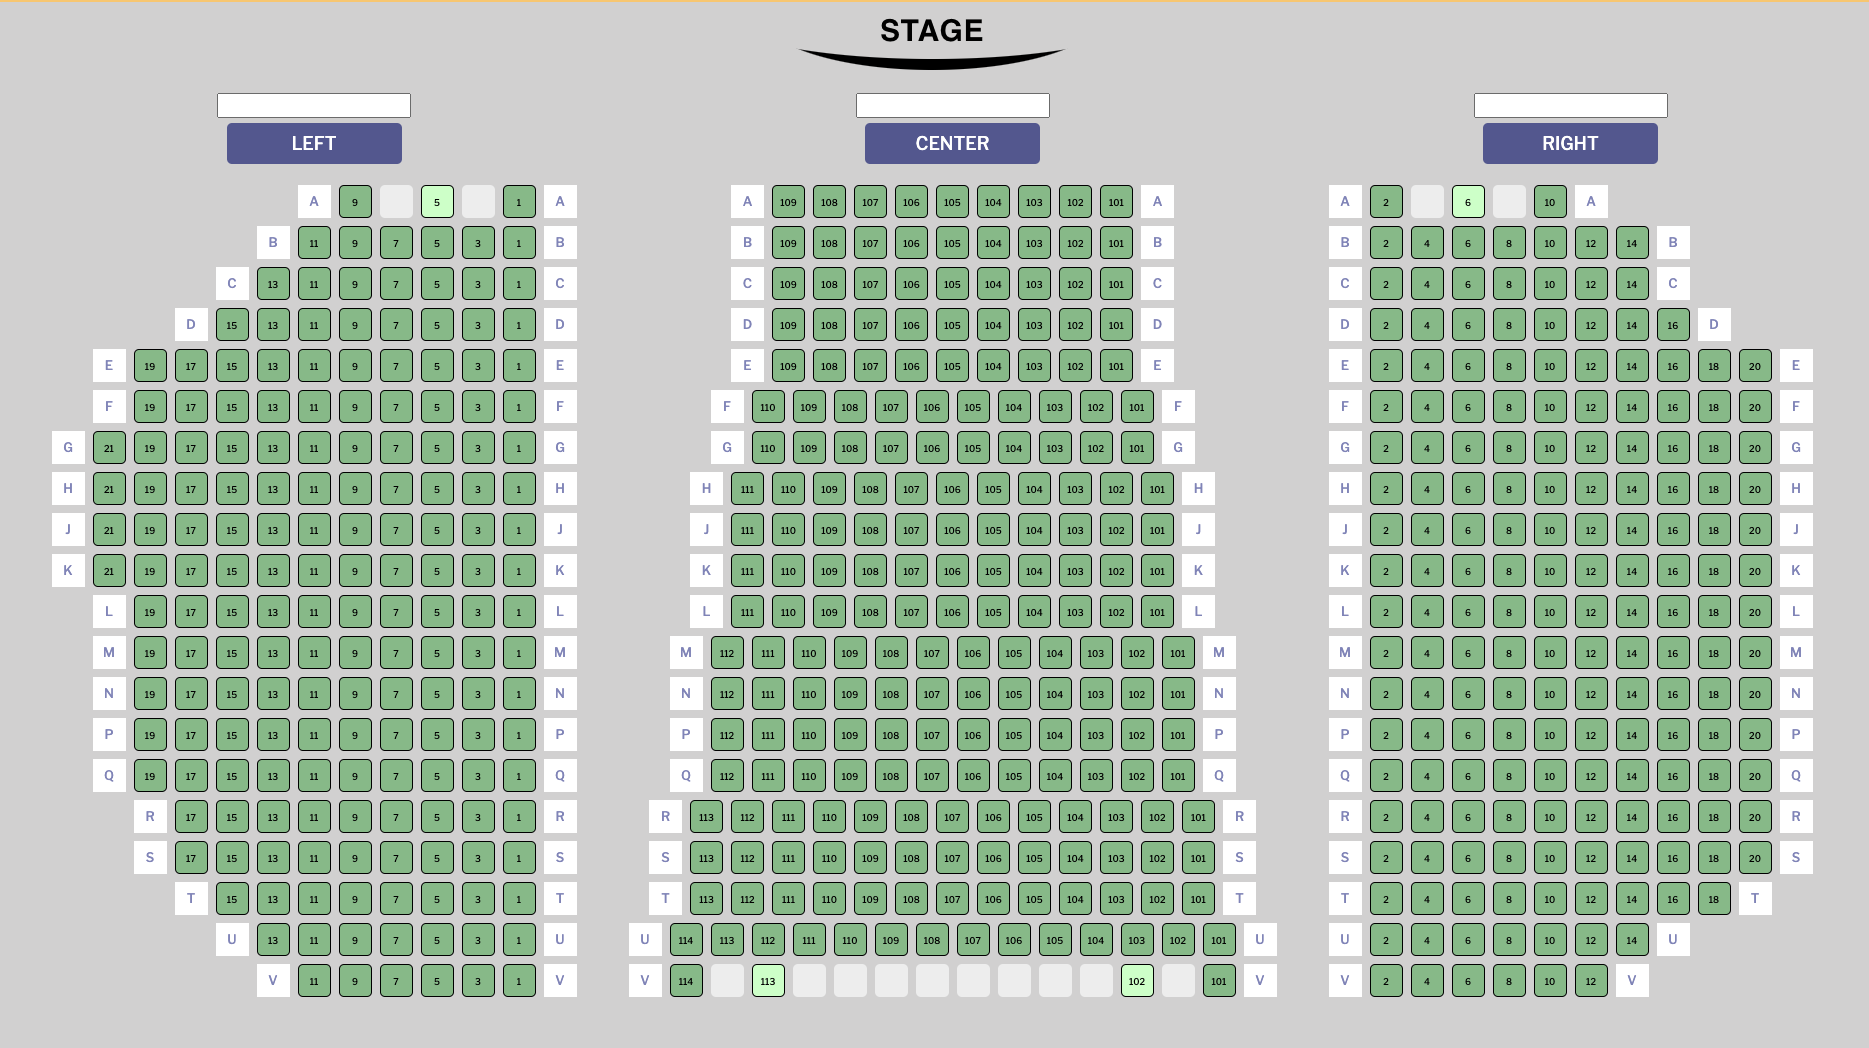 STAGE
LEFT CENTER RIGHT
A 9 5 1 A A 109 108 107 106 105 104 103 102 101 A A 2 6 10 A
B 11 9 7 5 3 1 B B 109 108 107 106 105 104 103 102 101 B B 2 4 6 8 10 12 14 B
C 13 11 9 7 5 3 1 C C 109 108 107 106 105 104 103 102 101 C C 2 4 6 8 10 12 14 C
D 15 13 11 9 7 5 3 1 D D 109 108 107 106 105 104 103 102 101 D D 2 4 6 8 10 12 14 16 D
E 19 17 15 13 11 9 7 5 3 1 E E 109 108 107 106 105 104 103 102 101 E E 2 4 6 8 10 12 14 16 18 20 E
F 19 17 15 13 11 9 7 5 3 1 F F 110 109 108 107 106 105 104 103 102 101 F F 2 4 6 8 10 12 14 16 18 20 F
G 21 19 17 15 13 11 9 7 5 3 1 G G 110 109 108 107 106 105 104 103 102 101 G G 2 4 6 8 10 12 14 16 18 20 G
H 21 19 17 15 13 11 9 7 5 3 1 H H 111 110 109 108 107 106 105 104 103 102 101 H H 2 4 6 8 10 12 14 16 18 20 H
J 21 19 17 15 13 11 9 7 5 3 1 J J 111 110 109 108 107 106 105 104 103 102 101 J J 2 4 6 8 10 12 14 16 18 20 J
K 21 19 17 15 13 11 9 7 5 3 1 K K 111 110 109 108 107 106 105 104 103 102 101 K K 2 4 6 8 10 12 14 16 18 20 K
L 19 17 15 13 11 9 7 5 3 1 L L 111 110 109 108 107 106 105 104 103 102 101 L L 2 4 6 8 10 12 14 16 18 20 L
M 19 17 15 13 11 9 7 5 3 1 M M 112 111 110 109 108 107 106 105 104 103 102 101 M M 2 4 6 8 10 12 14 16 18 20 M
N 19 17 15 13 11 9 7 5 3 1 N N 112 111 110 109 108 107 106 105 104 103 102 101 N N 2 4 6 8 10 12 14 16 18 20 N
P 19 17 15 13 11 9 7 5 3 1 P P 112 111 110 109 108 107 106 105 104 103 102 101 P P 2 4 6 8 10 12 14 16 18 20 P
Q 19 17 15 13 11 9 7 5 3 1 Q Q 112 111 110 109 108 107 106 105 104 103 102 101 Q Q 2 4 6 8 10 12 14 16 18 20 Q
R 17 15 13 11 9 7 5 3 1 R R 113 112 111 110 109 108 107 106 105 104 103 102 101 R R 2 4 6 8 10 12 14 16 18 20 R
S 17 15 13 11 9 7 5 3 1 S S 113 112 111 110 109 108 107 106 105 104 103 102 101 S S 2 4 6 8 10 12 14 16 18 20 S
T 15 13 11 9 7 5 3 1 T T 113 112 111 110 109 108 107 106 105 104 103 102 101 T T 2 4 6 8 10 12 14 16 18 T
U 13 11 9 7 5 3 1 U U 114 113 112 111 110 109 108 107 106 105 104 103 102 101 U U 2 4 6 8 10 12 14 U
V 11 9 7 5 3 1 V V 114 113 102 101 V V 2 4 6 8 10 12 V